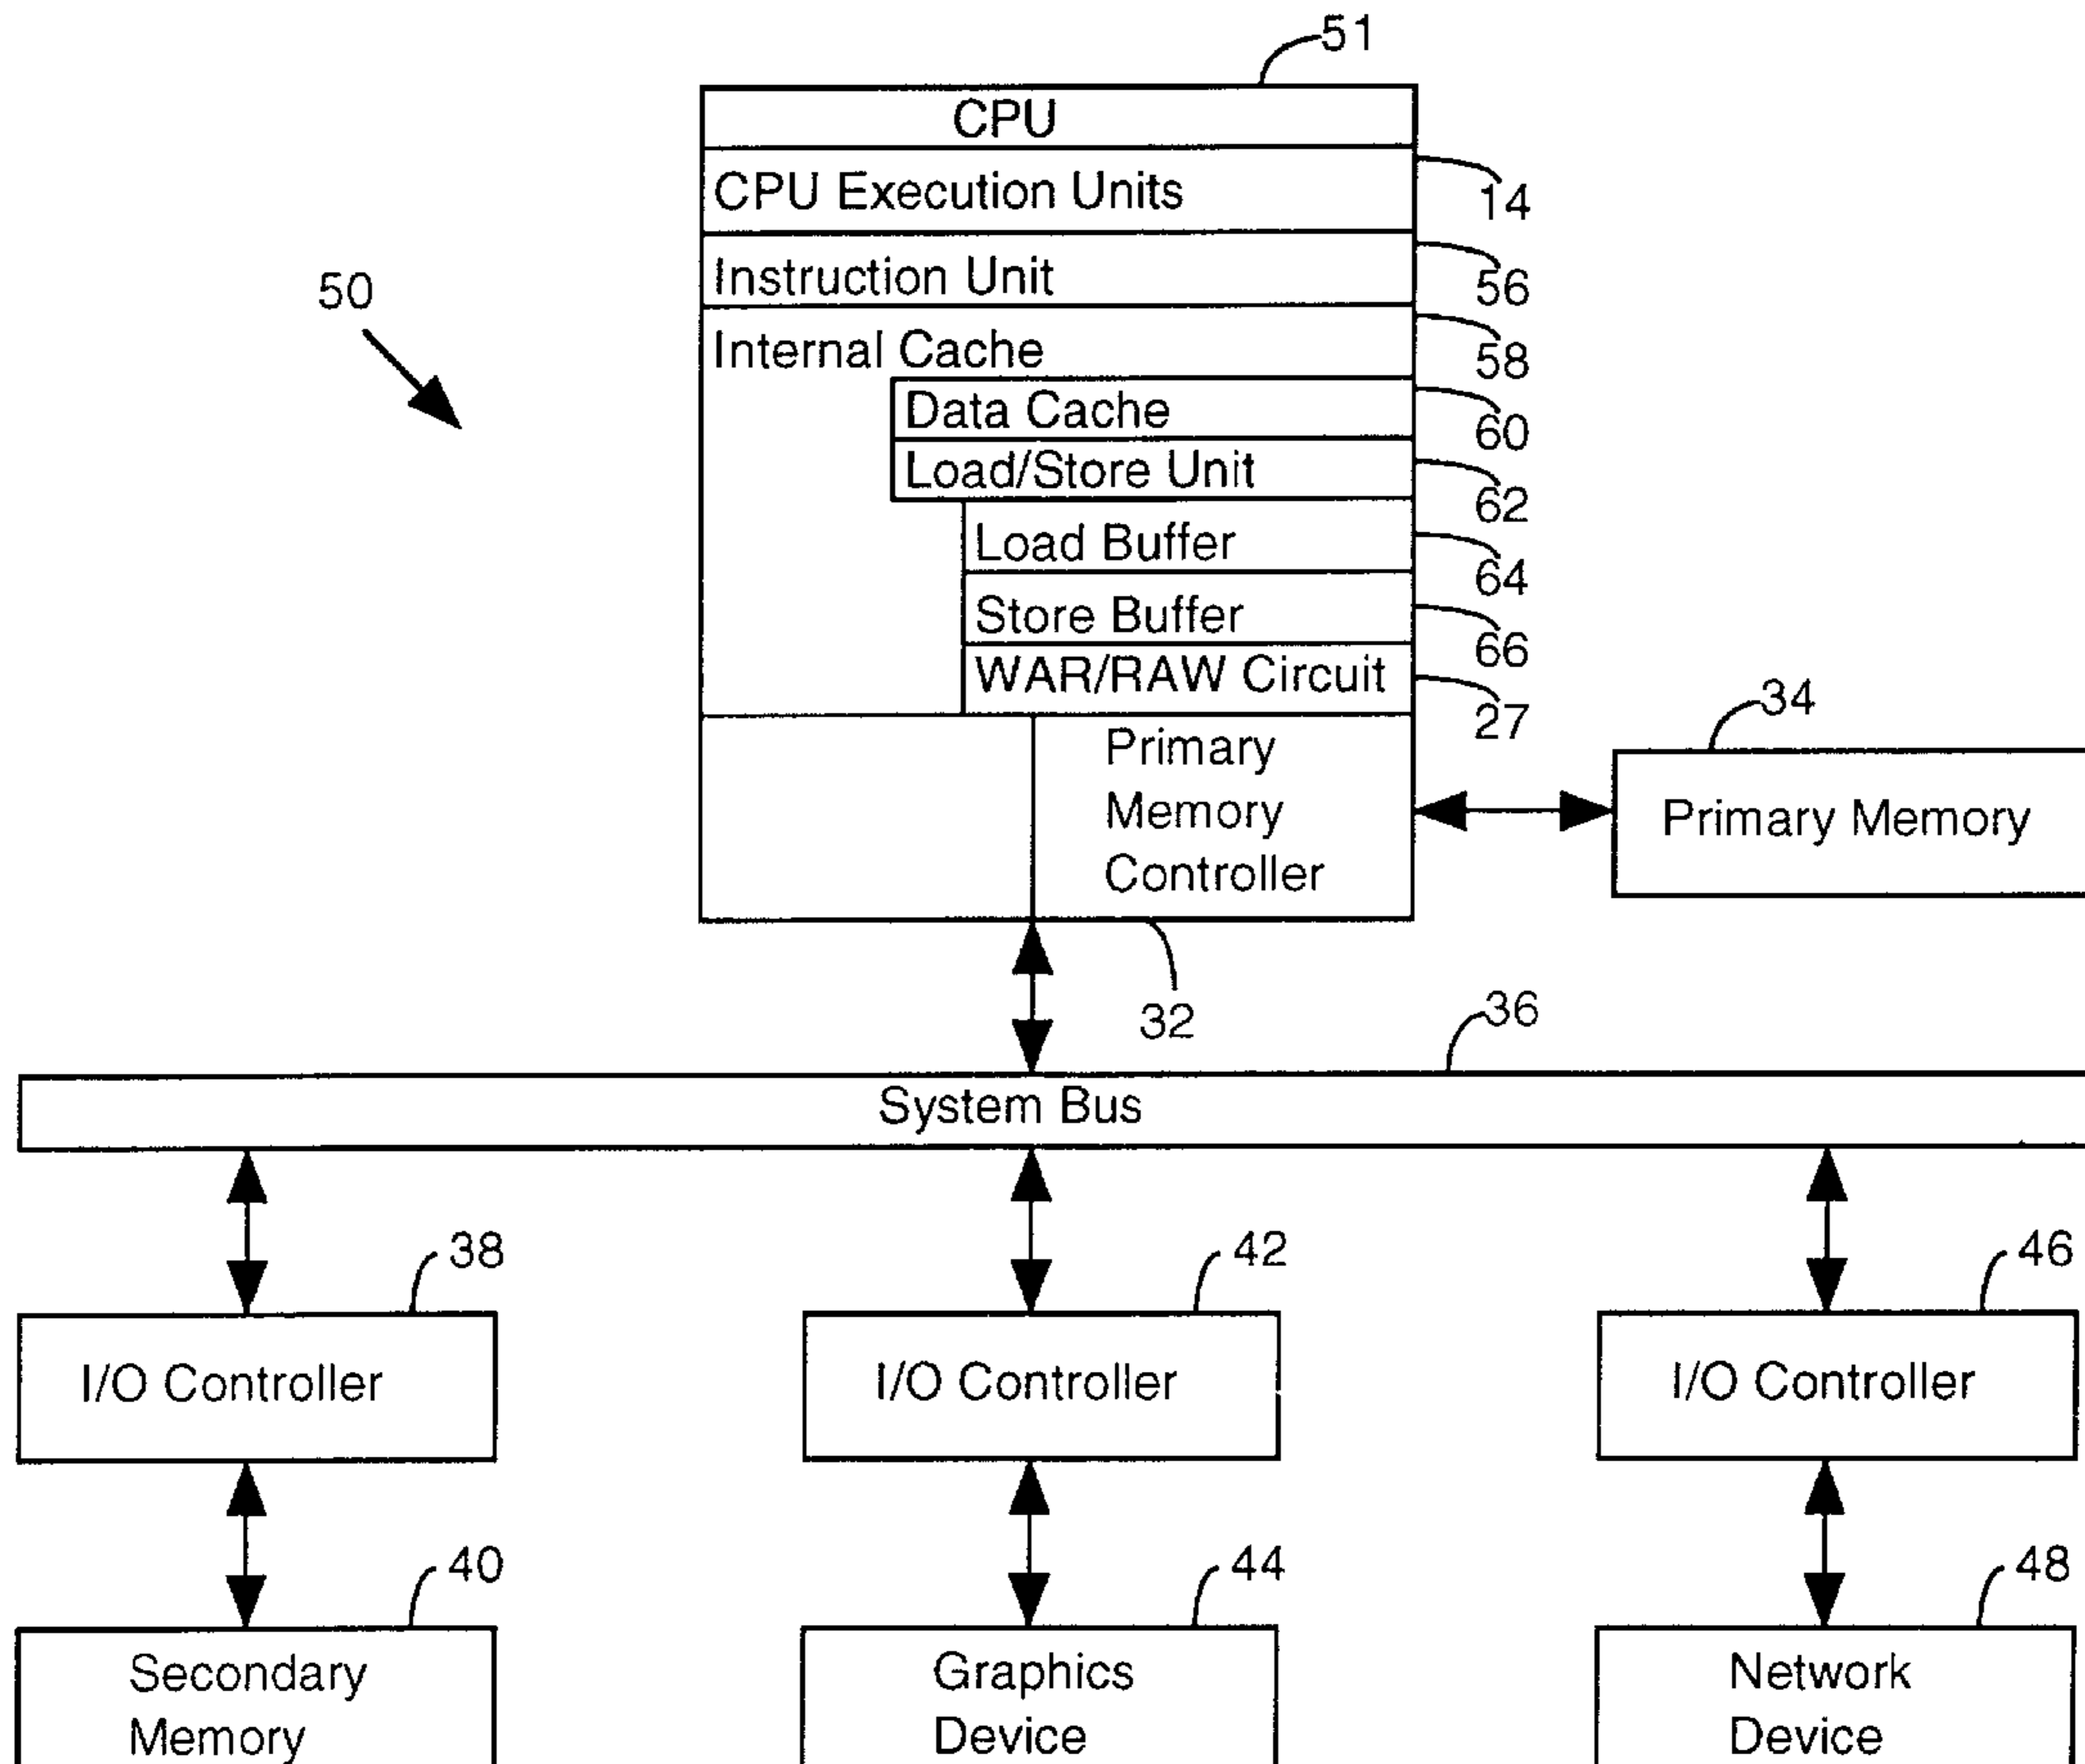 51
CPU
CPU Execution Units
14
Instruction Unit
56
50
Internal Cache
58
Data Cache
60
Load/Store Unit
62
Load Buffer
64
Store Buffer
66
WAR/RAW Circuit
27
Primary
Memory
Controller
34
Primary Memory
32
36
System Bus
38
42
46
I/O Controller
I/O Controller
I/O Controller
40
44
48
Secondary
Memory
Graphics
Device
Network
Device